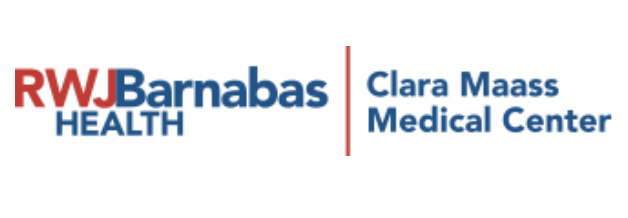 RWJBarnabas
HEALTH
Clara Maass
Medical Center